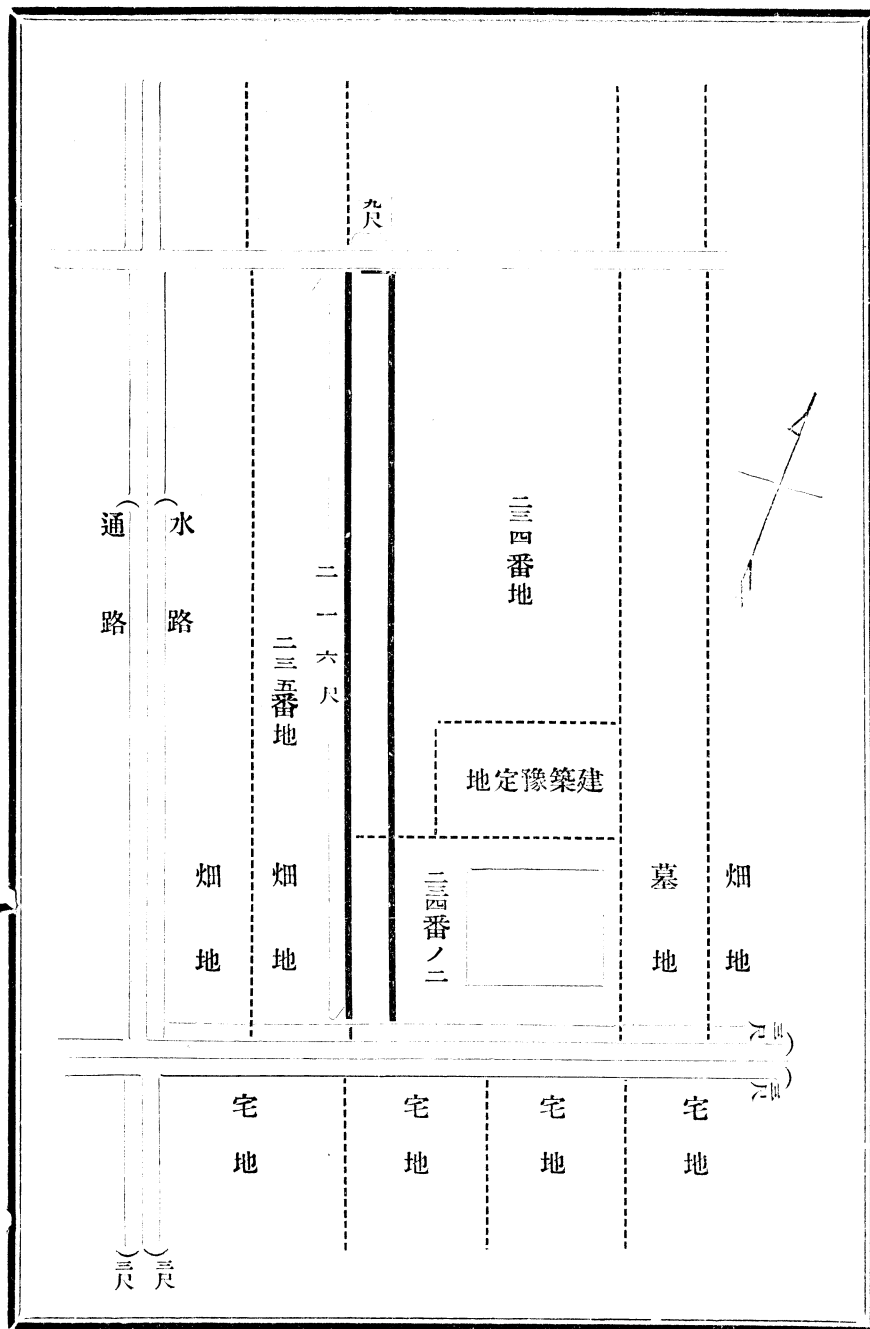 九尺
水路
通路
二三四番地
二一六尺
二三五番地
地定豫築建
畑地
墓地
二三四番ノ二
畑地
畑地
三尺
三尺
宅地
宅地
宅地
宅地
三尺
三尺